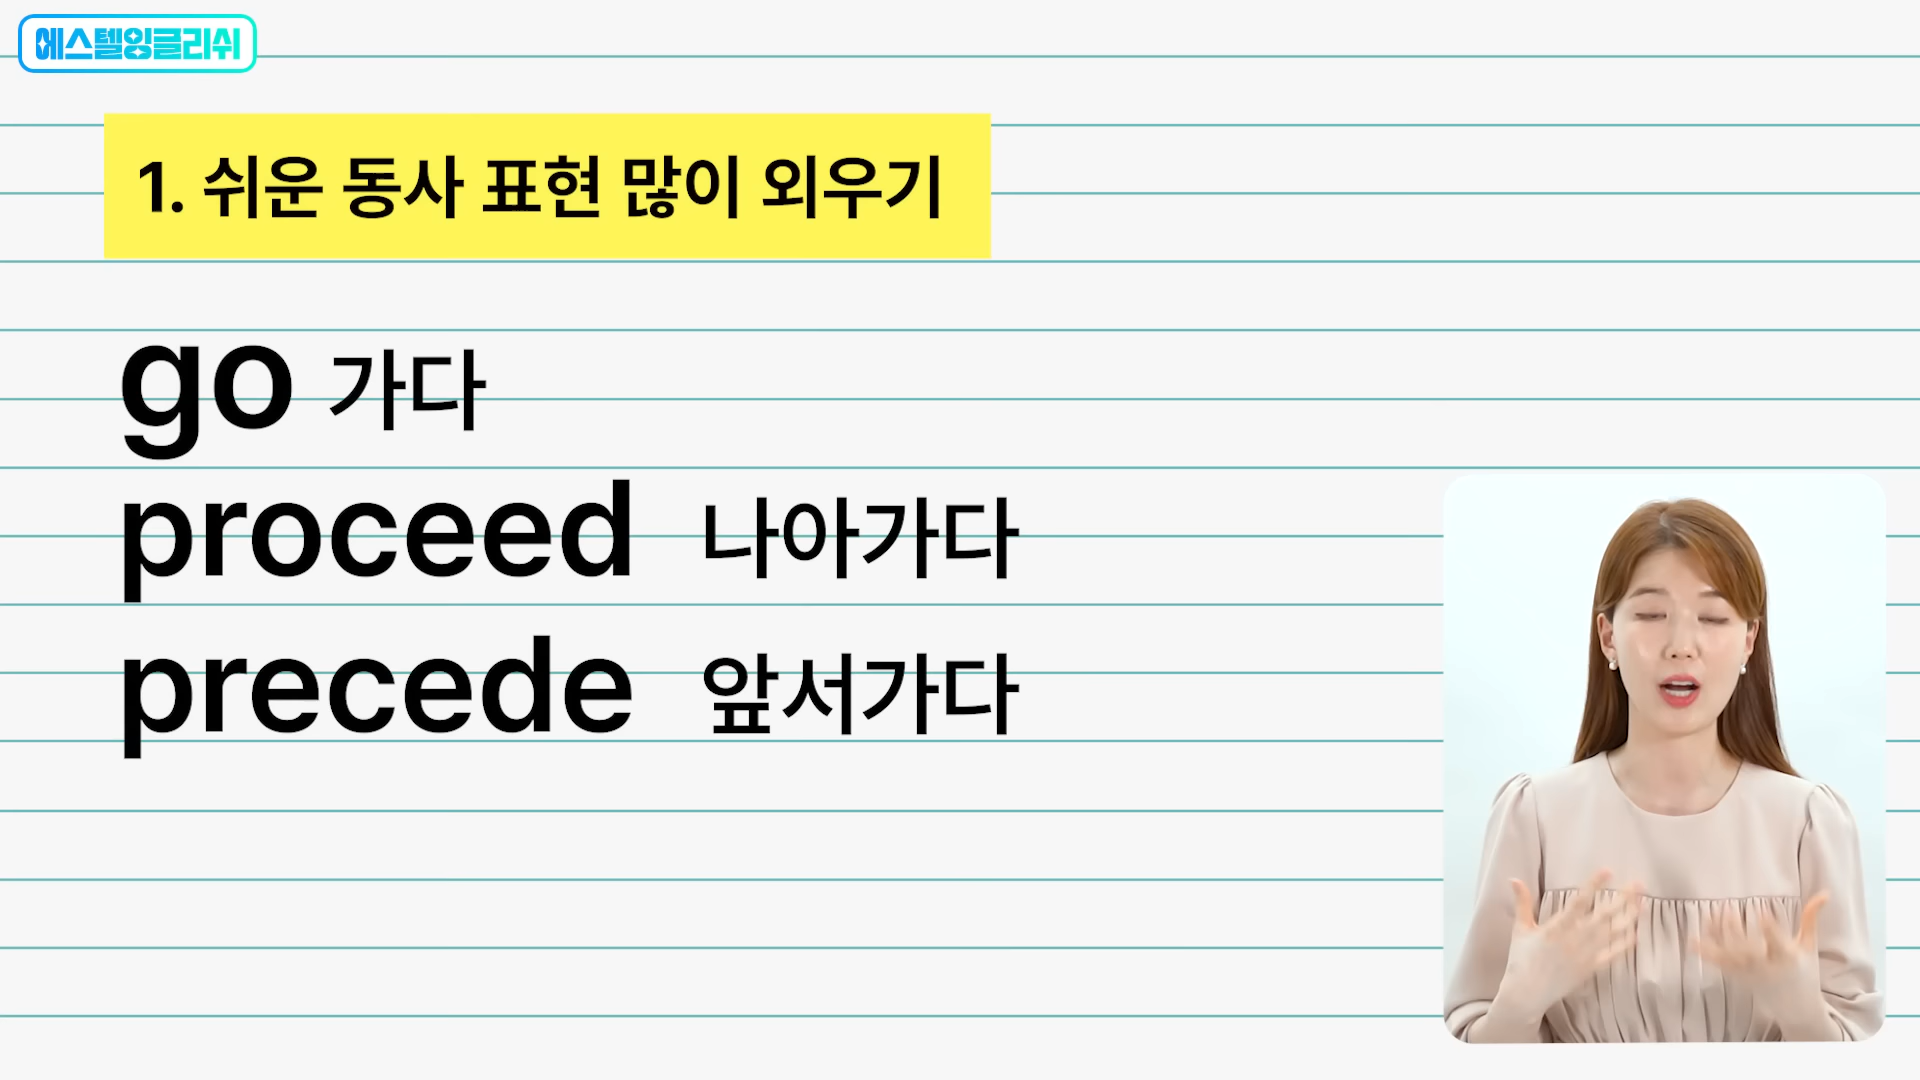 에스텔잉글리쉬
1. 쉬운 동사 표현 많이 외우기
go 가다
proceed 나아가다
precede 앞서가다